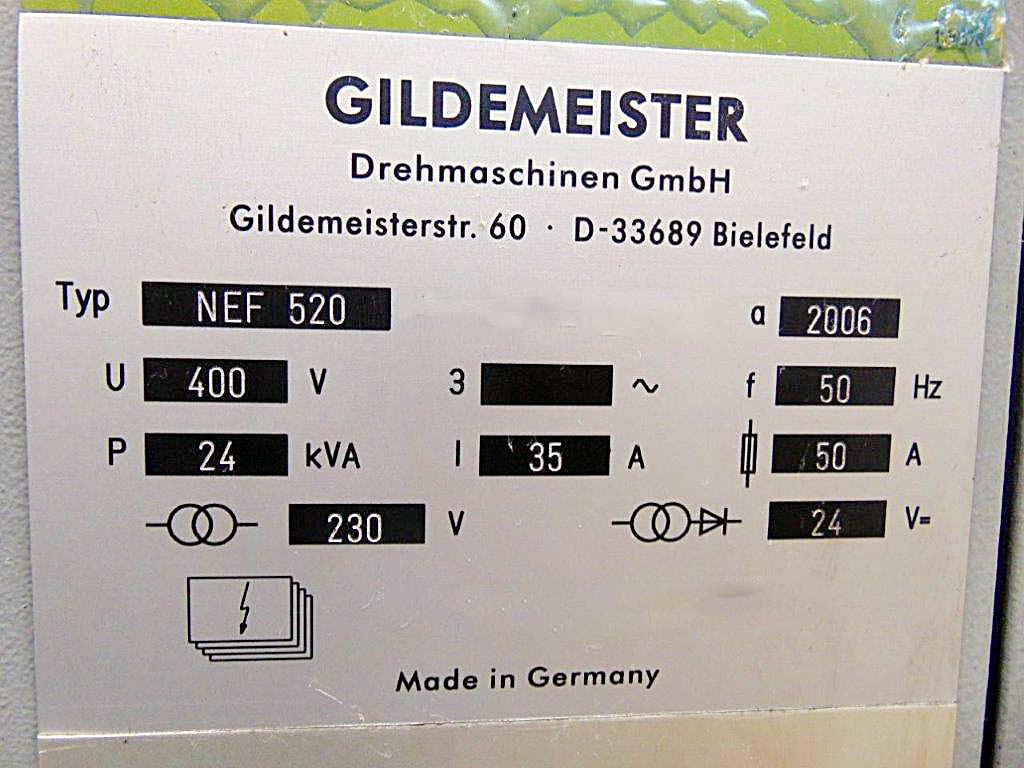 GILDEMEISTER
Drehmaschinen GmbH
Gildemeisterstr. 60 · D-33689 Bielefeld
Typ NEF 520 a 2006
U 400 V 3 ~ f 50 Hz
P 24 kVA I 35 A 50 A
230 V 24 V=
Made in Germany